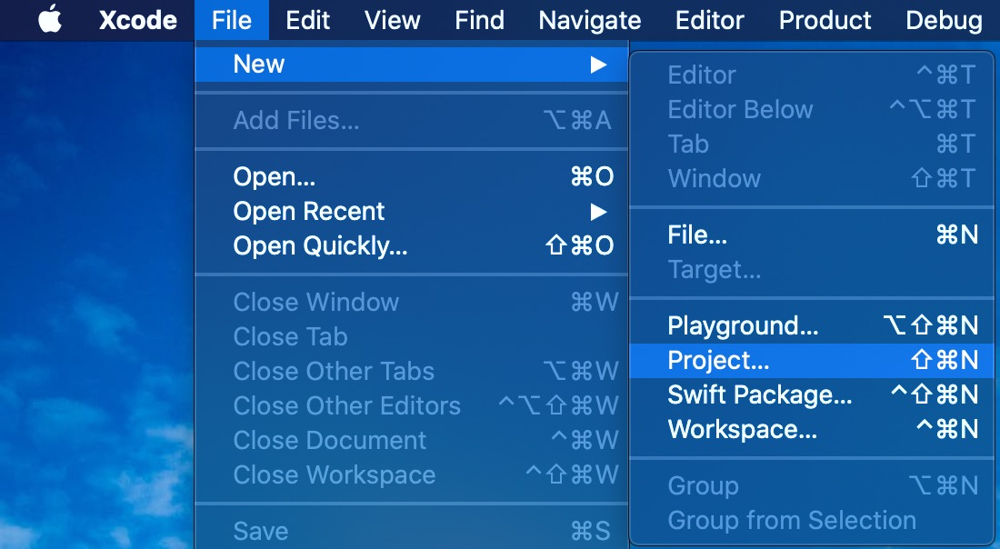 Xcode File Edit View Find Navigate Editor Product Debug
New ▶
Add Files... ⌥⌘A
Open... ⌘O
Open Recent ▶
Open Quickly... ⇧⌘O
Close Window ⌘W
Close Tab
Close Other Tabs ⌥⌘W
Close Other Editors ^⌥⇧⌘W
Close Document ^⌘W
Close Workspace ^⇧⌘W
Save ⌘S
Editor ^⌘T
Editor Below ^⌥⌘T
Tab ⌘T
Window ⇧⌘T
File... ⌘N
Target...
Playground... ⌥⇧⌘N
Project... ⇧⌘N
Swift Package... ^⇧⌘N
Workspace... ^⌘N
Group ⌥⌘N
Group from Selection